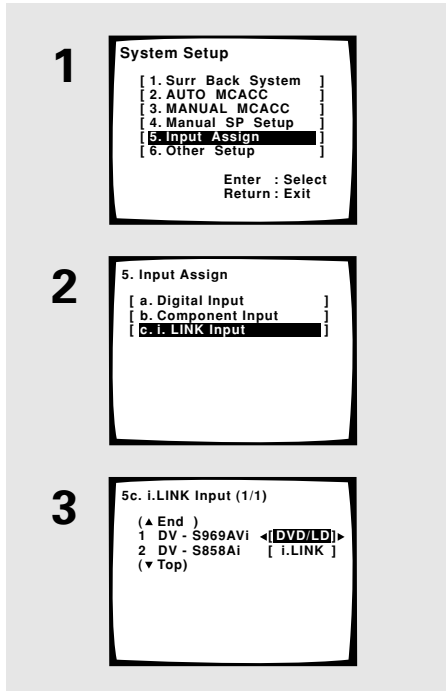 1
System Setup
[ 1. Surr Back System ]
[ 2. AUTO MCACC ]
[ 3. MANUAL MCACC ]
[ 4. Manual SP Setup ]
[ 5. Input Assign ]
[ 6. Other Setup ]
Enter : Select
Return : Exit
2
5. Input Assign
[ a. Digital Input ]
[ b. Component Input ]
[ c. i. LINK Input ]
3
5c. i.LINK Input (1/1)
(▲ End )
1 DV - S969AVi ◄[DVD/LD]►
2 DV - S858Ai [ i.LINK ]
(▼ Top)